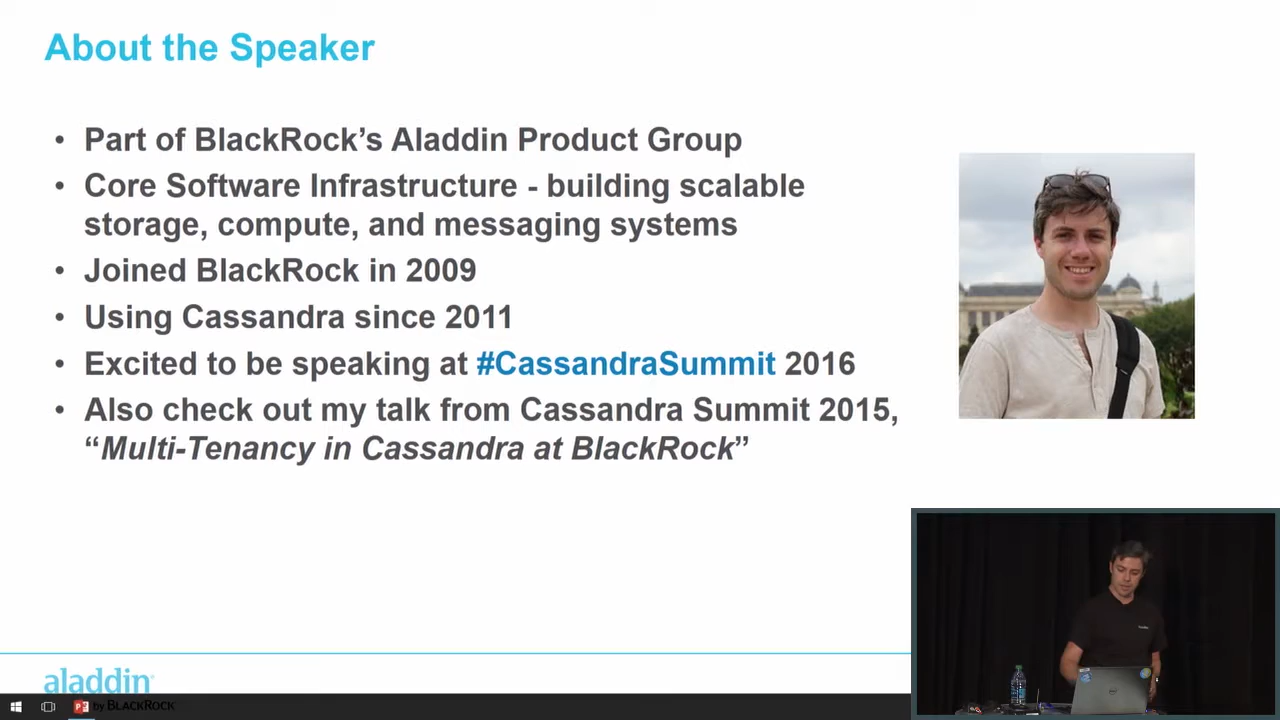 About the Speaker
• Part of BlackRock’s Aladdin Product Group
• Core Software Infrastructure - building scalable
storage, compute, and messaging systems
• Joined BlackRock in 2009
• Using Cassandra since 2011
• Excited to be speaking at #CassandraSummit 2016
• Also check out my talk from Cassandra Summit 2015,
“Multi-Tenancy in Cassandra at BlackRock”
aladdin
by BLACKROCK